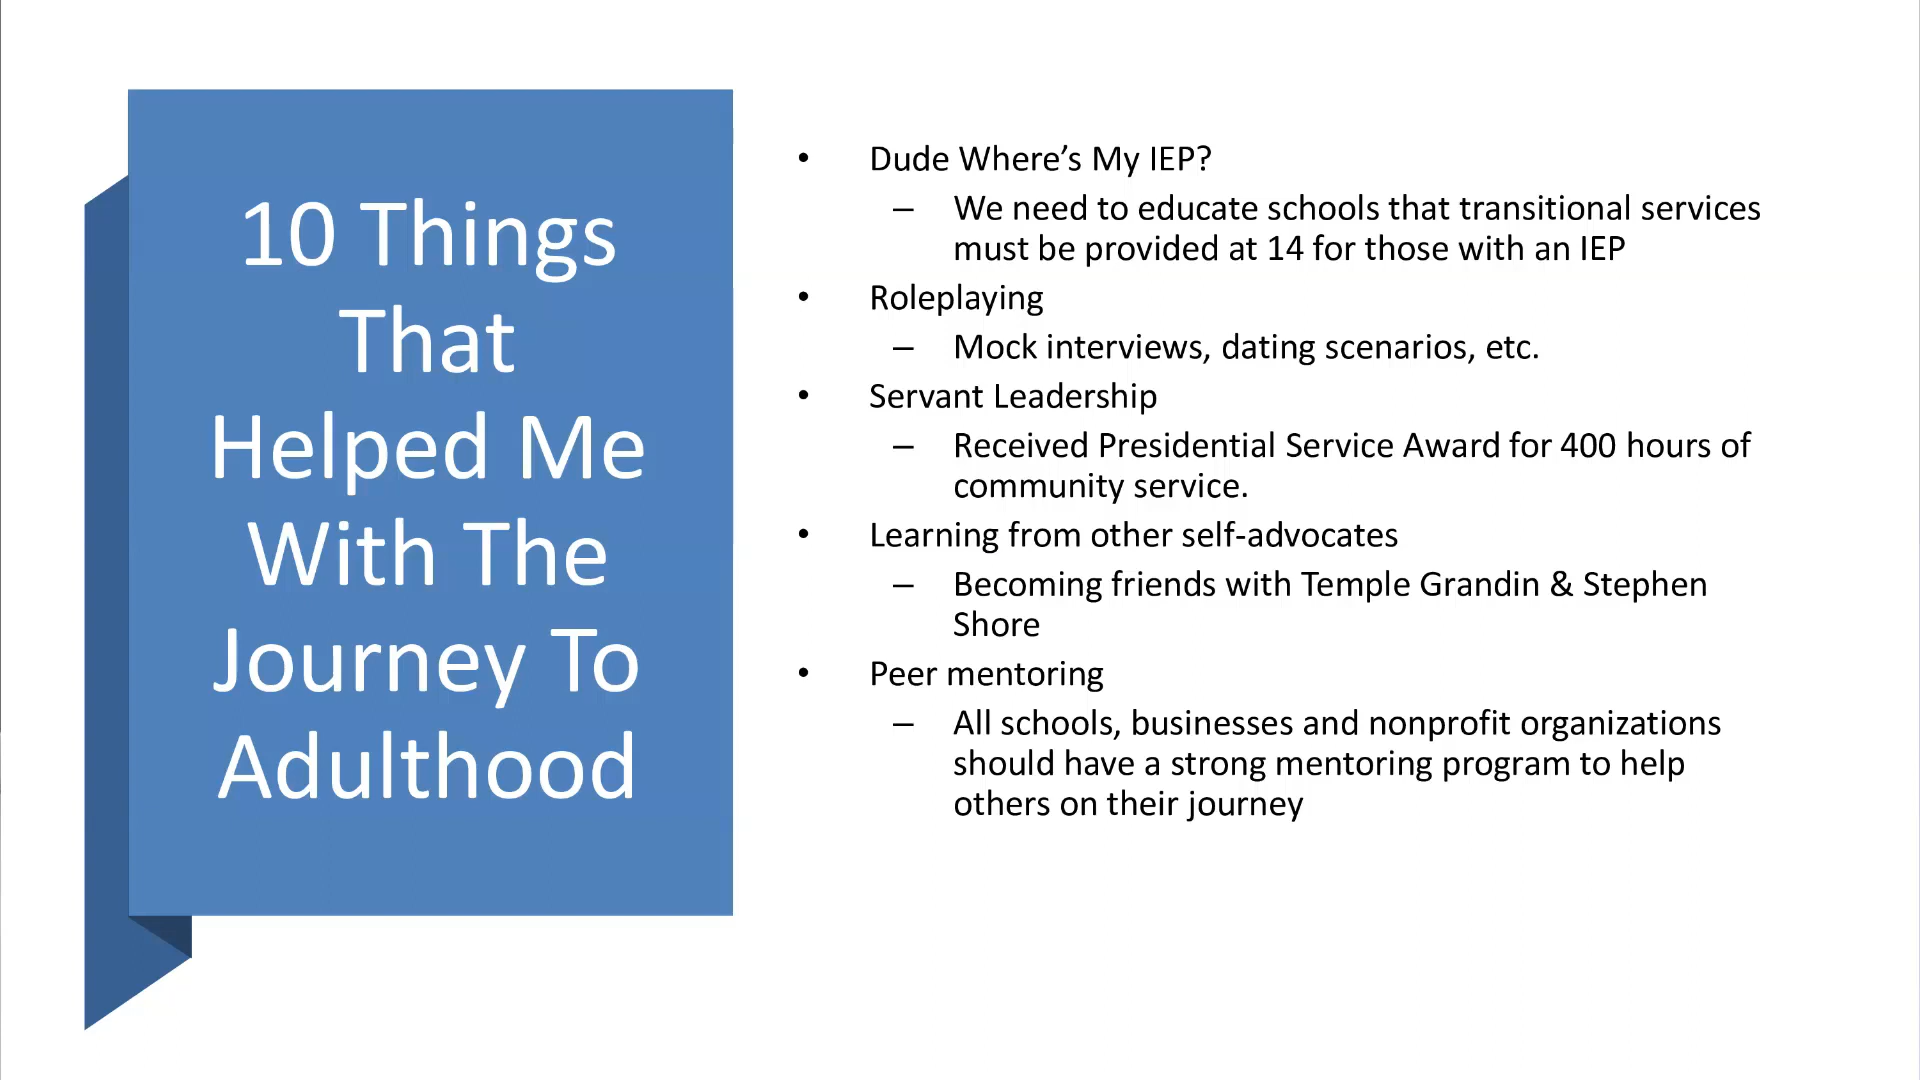 10 Things
That
Helped Me
With The
Journey To
Adulthood
• Dude Where’s My IEP?
– We need to educate schools that transitional services
must be provided at 14 for those with an IEP
• Roleplaying
– Mock interviews, dating scenarios, etc.
• Servant Leadership
– Received Presidential Service Award for 400 hours of
community service.
• Learning from other self-advocates
– Becoming friends with Temple Grandin & Stephen
Shore
• Peer mentoring
– All schools, businesses and nonprofit organizations
should have a strong mentoring program to help
others on their journey